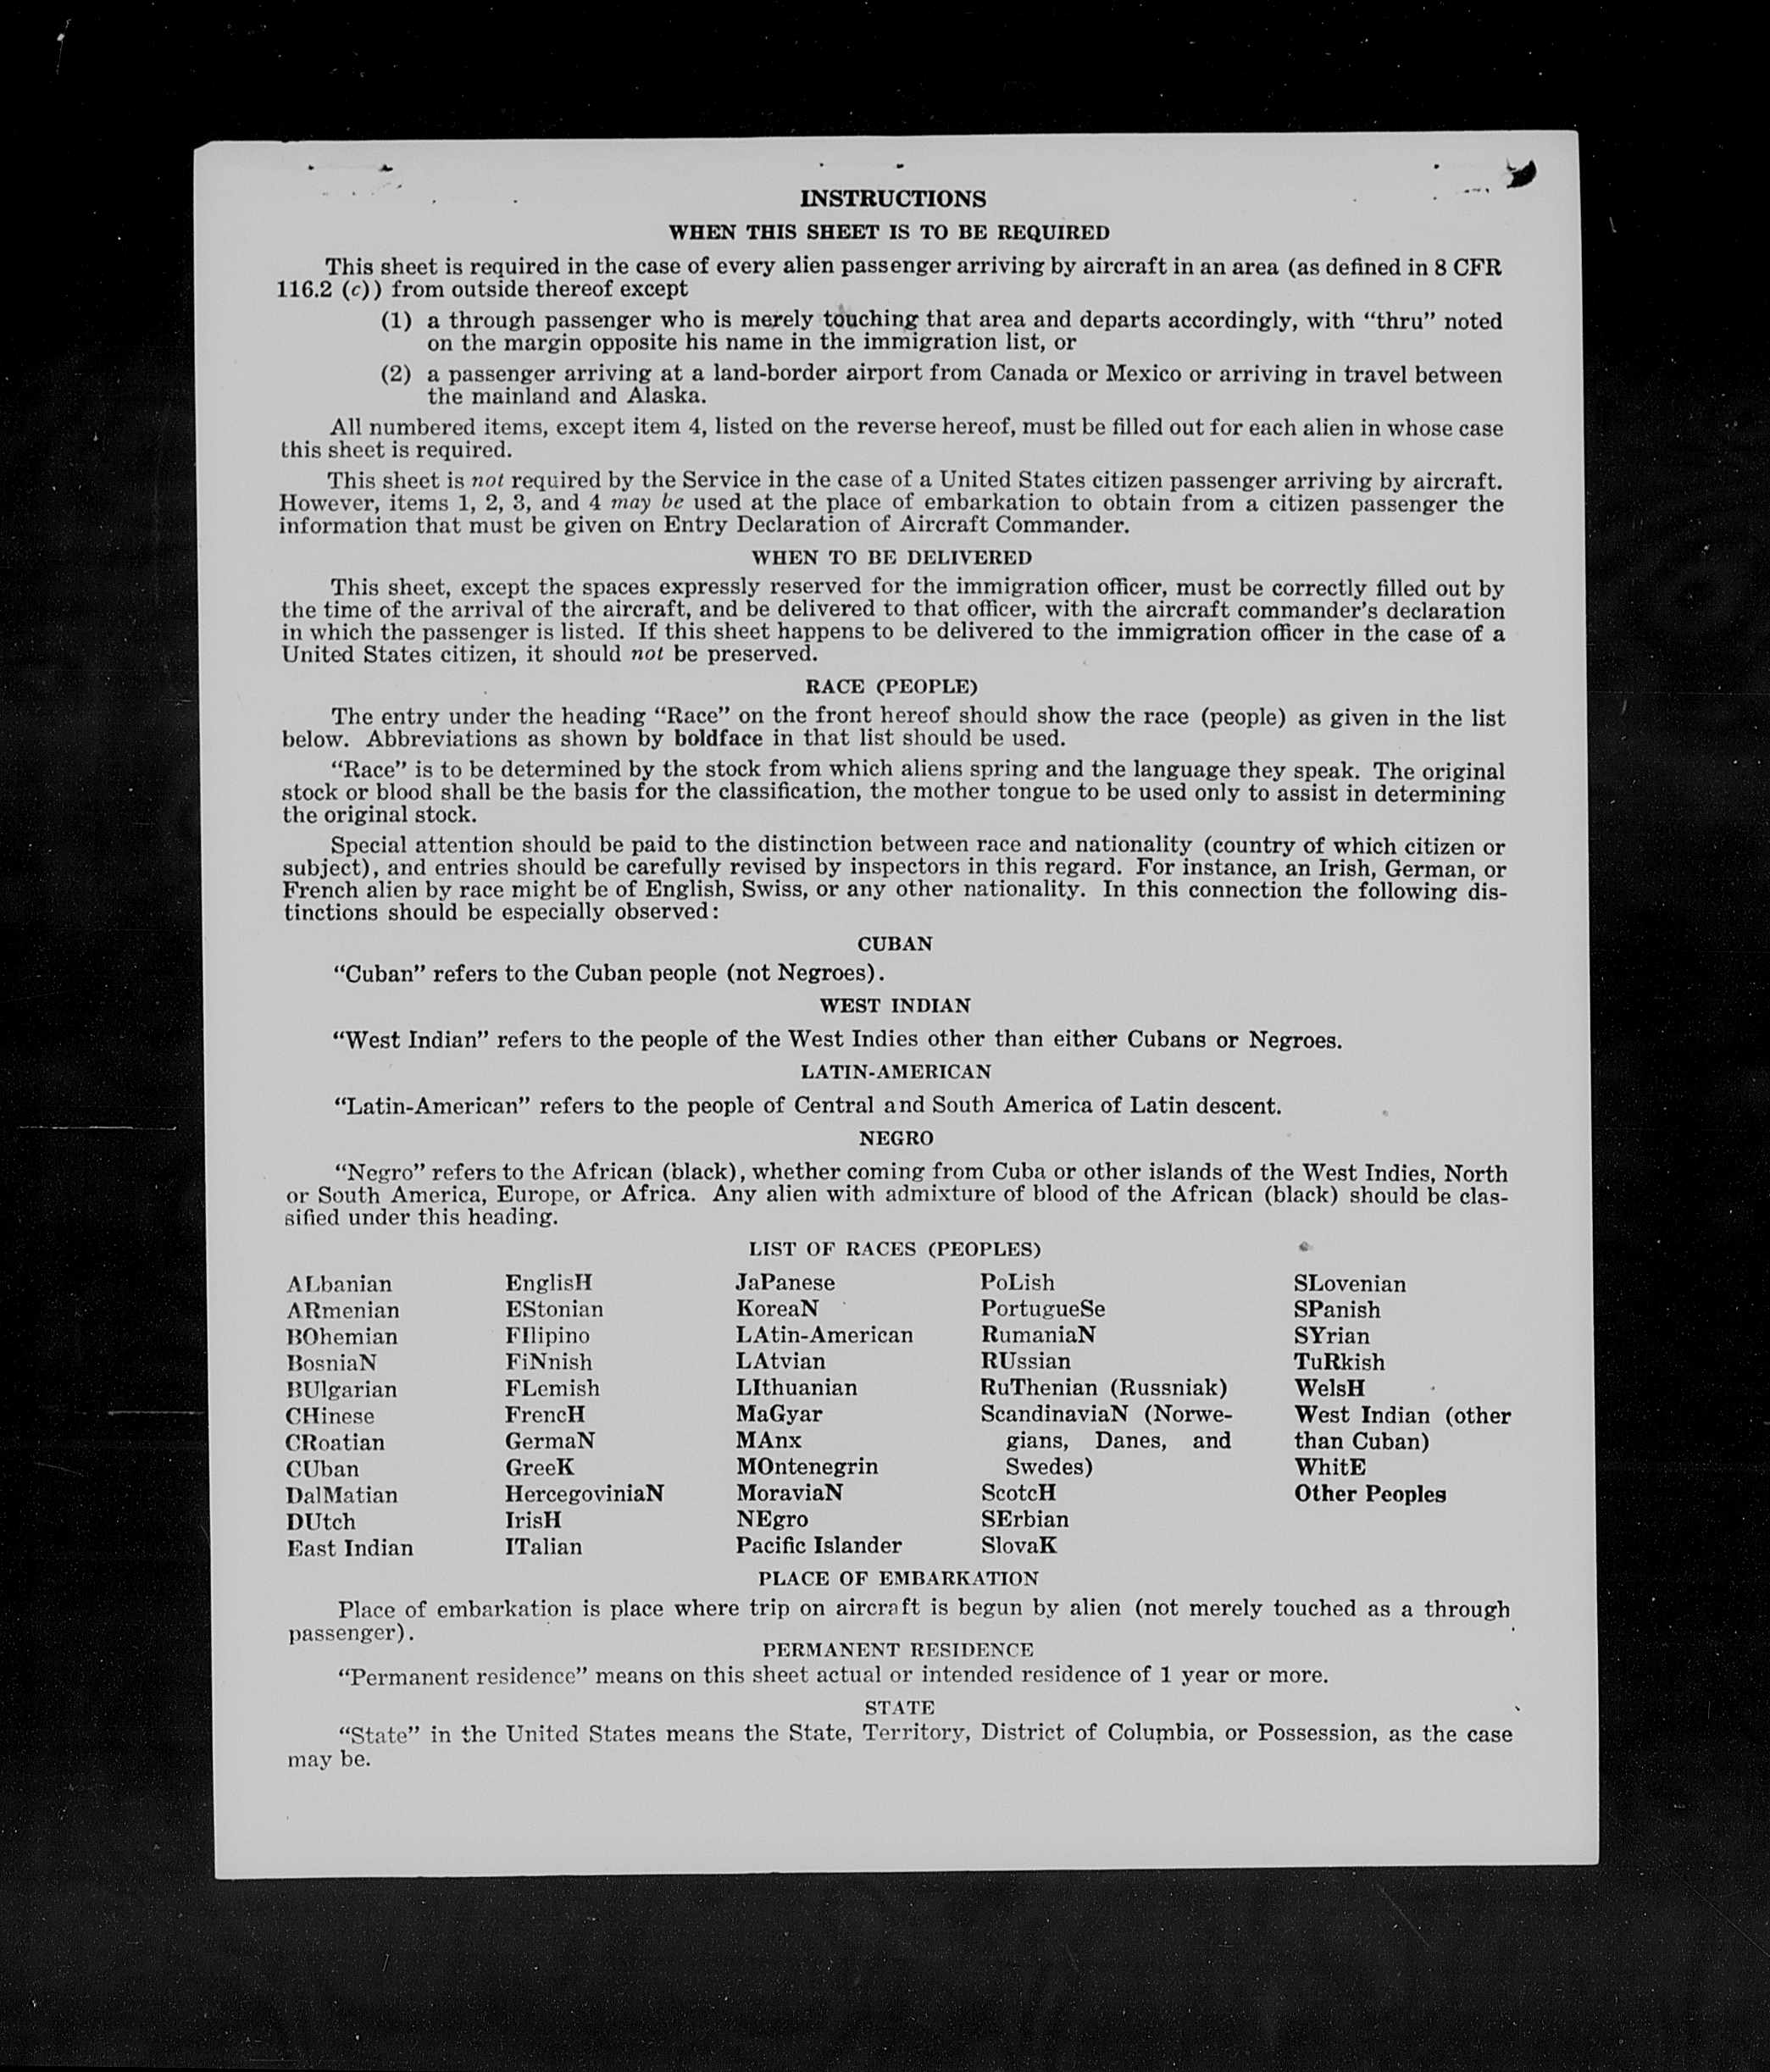 INSTRUCTIONS
WHEN THIS SHEET IS TO BE REQUIRED
This sheet is required in the case of every alien passenger arriving by aircraft in an area (as defined in 8 CFR
116.2 (c)) from outside thereof except
(1) a through passenger who is merely touching that area and departs accordingly, with “thru” noted
on the margin opposite his name in the immigration list, or
(2) a passenger arriving at a land-border airport from Canada or Mexico or arriving in travel between
the mainland and Alaska.
All numbered items, except item 4, listed on the reverse hereof, must be filled out for each alien in whose case
this sheet is required.
This sheet is not required by the Service in the case of a United States citizen passenger arriving by aircraft.
However, items 1, 2, 3, and 4 may be used at the place of embarkation to obtain from a citizen passenger the
information that must be given on Entry Declaration of Aircraft Commander.
WHEN TO BE DELIVERED
This sheet, except the spaces expressly reserved for the immigration officer, must be correctly filled out by
the time of the arrival of the aircraft, and be delivered to that officer, with the aircraft commander’s declaration
in which the passenger is listed. If this sheet happens to be delivered to the immigration officer in the case of a
United States citizen, it should not be preserved.
RACE (PEOPLE)
The entry under the heading “Race” on the front hereof should show the race (people) as given in the list
below. Abbreviations as shown by boldface in that list should be used.
“Race” is to be determined by the stock from which aliens spring and the language they speak. The original
stock or blood shall be the basis for the classification, the mother tongue to be used only to assist in determining
the original stock.
Special attention should be paid to the distinction between race and nationality (country of which citizen or
subject), and entries should be carefully revised by inspectors in this regard. For instance, an Irish, German, or
French alien by race might be of English, Swiss, or any other nationality. In this connection the following dis-
tinctions should be especially observed:
CUBAN
“Cuban” refers to the Cuban people (not Negroes).
WEST INDIAN
“West Indian” refers to the people of the West Indies other than either Cubans or Negroes.
LATIN-AMERICAN
“Latin-American” refers to the people of Central and South America of Latin descent.
NEGRO
“Negro” refers to the African (black), whether coming from Cuba or other islands of the West Indies, North
or South America, Europe, or Africa. Any alien with admixture of blood of the African (black) should be clas-
sified under this heading.
LIST OF RACES (PEOPLES)
ALbanian
ARmenian
BOhemian
BosniaN
BUlgarian
CHinese
CRoatian
CUban
DalMatian
DUtch
East Indian
EnglisH
EStonian
FIlipino
FiNnish
FLemish
FrencH
GermaN
GreeK
HercegoviniaN
IrisH
ITalian
JaPanese
KoreaN
LAtin-American
LAtvian
LIthuanian
MaGyar
MAnx
MOntenegrin
MoraviaN
NEgro
Pacific Islander
PoLish
PortugueSe
RumaniaN
RUssian
RuThenian (Russniak)
ScandinaviaN (Norwe-
gians, Danes, and
Swedes)
ScotcH
SErbian
SlovaK
SLovenian
SPanish
SYrian
TuRkish
WelsH
West Indian (other
than Cuban)
WhitE
Other Peoples
PLACE OF EMBARKATION
Place of embarkation is place where trip on aircraft is begun by alien (not merely touched as a through
passenger).
PERMANENT RESIDENCE
“Permanent residence” means on this sheet actual or intended residence of 1 year or more.
STATE
“State” in the United States means the State, Territory, District of Columbia, or Possession, as the case
may be.